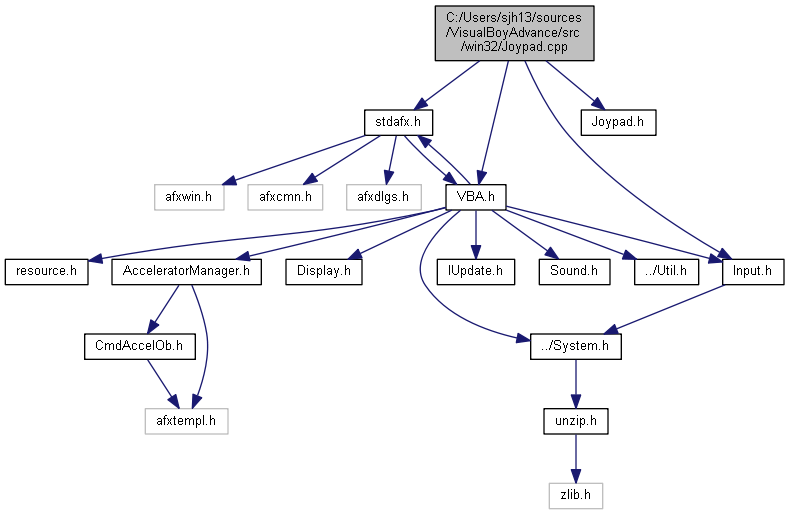 C:/Users/sjh13/sources
/VisualBoyAdvance/src
/win32/Joypad.cpp
stdafx.h
Joypad.h
afxwin.h
afxcmn.h
afxdlgs.h
VBA.h
resource.h
AcceleratorManager.h
Display.h
IUpdate.h
Sound.h
../Util.h
Input.h
CmdAccelOb.h
../System.h
afxtempl.h
unzip.h
zlib.h